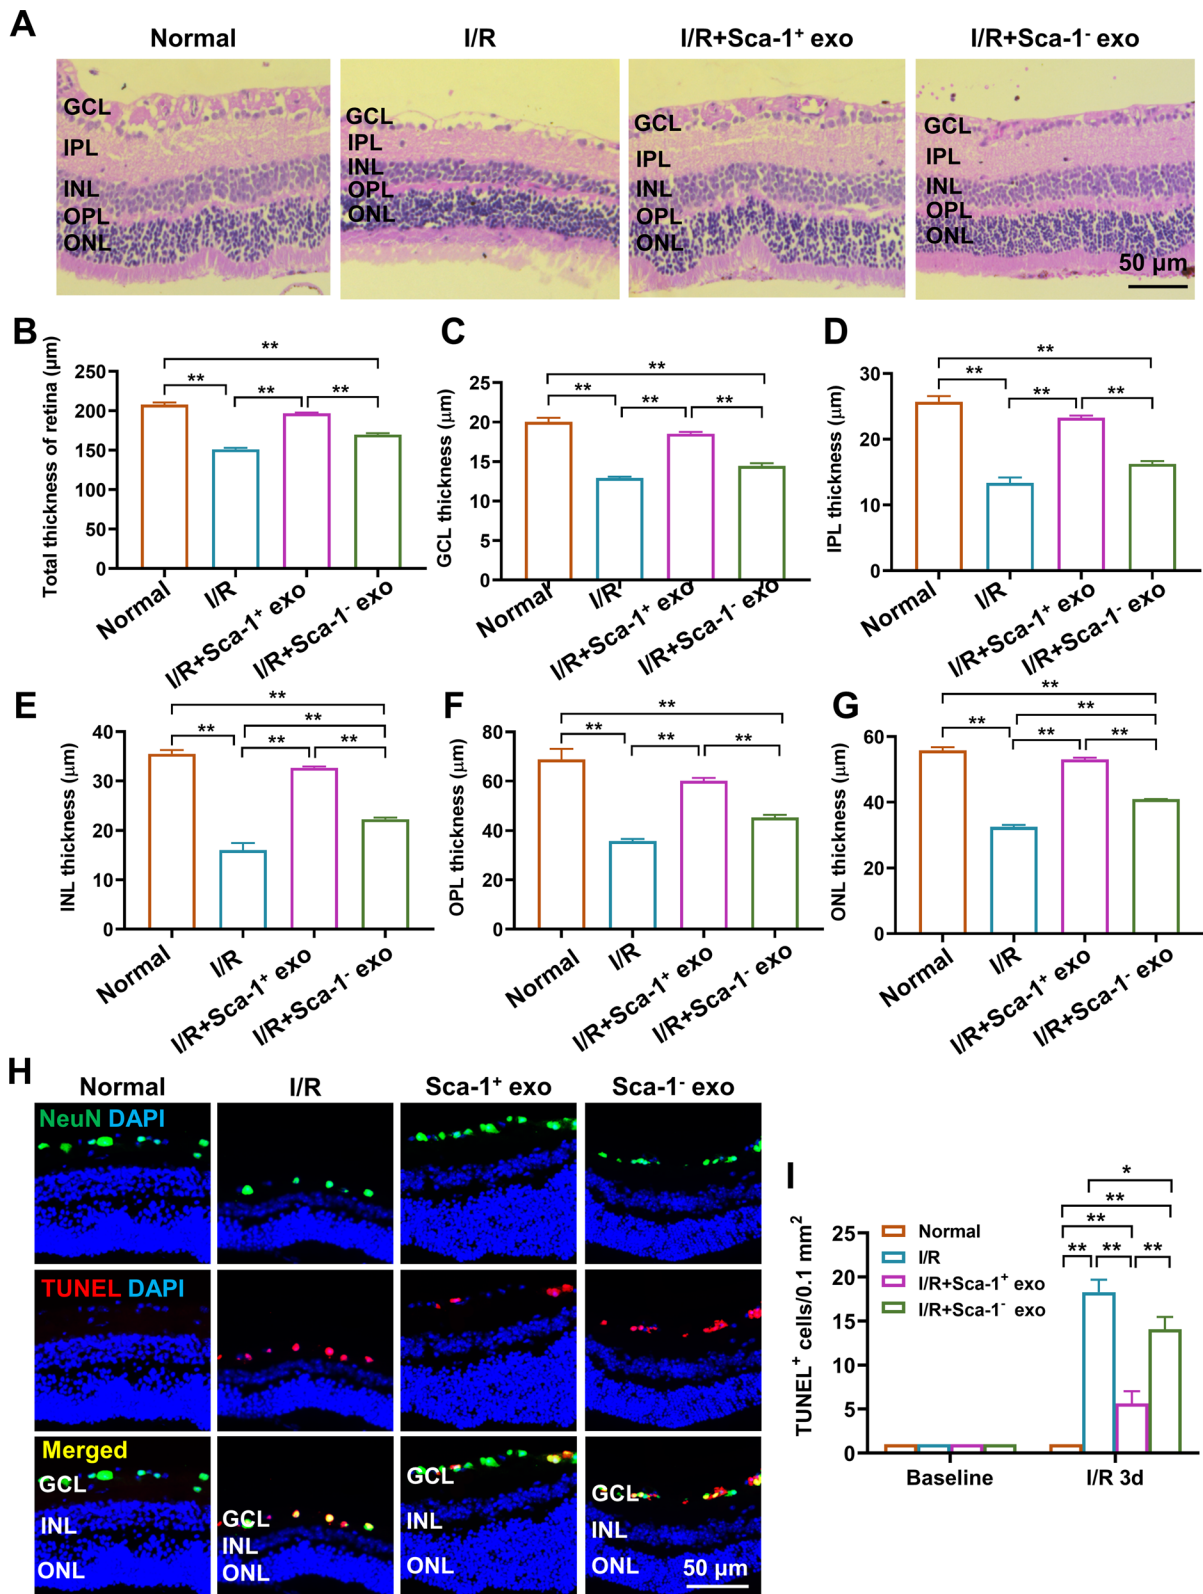 A
Normal
I/R
I/R+Sca-1⁺ exo
I/R+Sca-1⁻ exo
GCL
IPL
INL
OPL
ONL
GCL
IPL
INL
OPL
ONL
GCL
IPL
INL
OPL
ONL
GCL
IPL
INL
OPL
ONL
50 μm
B
Total thickness of retina (μm)
250
200
150
100
50
0
**
**
**
**
Normal
I/R
I/R+Sca-1⁺ exo
I/R+Sca-1⁻ exo
C
GCL thickness (μm)
25
20
15
10
5
0
**
**
**
**
Normal
I/R
I/R+Sca-1⁺ exo
I/R+Sca-1⁻ exo
D
IPL thickness (μm)
30
20
10
0
**
**
**
**
Normal
I/R
I/R+Sca-1⁺ exo
I/R+Sca-1⁻ exo
E
INL thickness (μm)
40
30
20
10
0
**
**
**
**
**
Normal
I/R
I/R+Sca-1⁺ exo
I/R+Sca-1⁻ exo
F
OPL thickness (μm)
80
60
40
20
0
**
**
**
**
Normal
I/R
I/R+Sca-1⁺ exo
I/R+Sca-1⁻ exo
G
ONL thickness (μm)
60
40
20
0
**
**
**
**
**
Normal
I/R
I/R+Sca-1⁺ exo
I/R+Sca-1⁻ exo
H
Normal
I/R
Sca-1⁺ exo
Sca-1⁻ exo
NeuN DAPI
TUNEL DAPI
Merged
GCL
INL
ONL
GCL
INL
ONL
GCL
INL
ONL
GCL
INL
ONL
50 μm
I
TUNEL⁺ cells/0.1 mm²
25
20
15
10
5
0
Normal
I/R
I/R+Sca-1⁺ exo
I/R+Sca-1⁻ exo
*
**
**
**
**
**
Baseline
I/R 3d